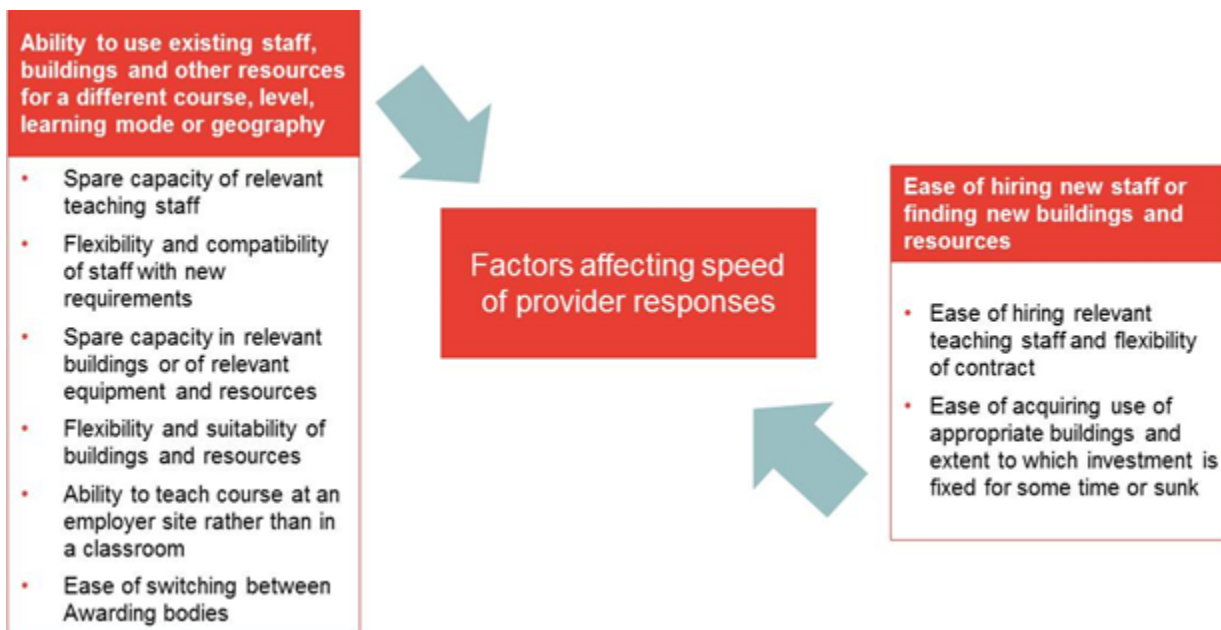 Ability to use existing staff,
buildings and other resources
for a different course, level,
learning mode or geography
• Spare capacity of relevant
teaching staff
• Flexibility and compatibility
of staff with new
requirements
• Spare capacity in relevant
buildings or of relevant
equipment and resources
• Flexibility and suitability of
buildings and resources
• Ability to teach course at an
employer site rather than in
a classroom
• Ease of switching between
Awarding bodies
Factors affecting speed
of provider responses
Ease of hiring new staff or
finding new buildings and
resources
• Ease of hiring relevant
teaching staff and flexibility
of contract
• Ease of acquiring use of
appropriate buildings and
extent to which investment is
fixed for some time or sunk